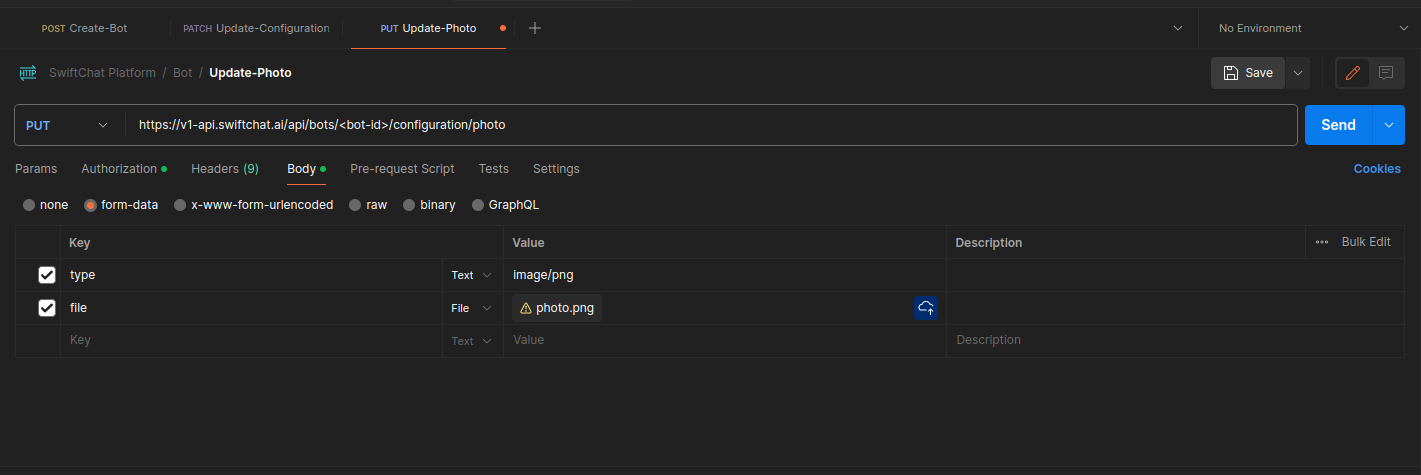 POST Create-Bot PATCH Update-Configuration PUT Update-Photo No Environment
HTTP SwiftChat Platform / Bot / Update-Photo Save
PUT https://v1-api.swiftchat.ai/api/bots/<bot-id>/configuration/photo Send
Params Authorization Headers (9) Body Pre-request Script Tests Settings Cookies
none form-data x-www-form-urlencoded raw binary GraphQL
Key Value Description Bulk Edit
type Text image/png
file File photo.png
Key Text Value Description